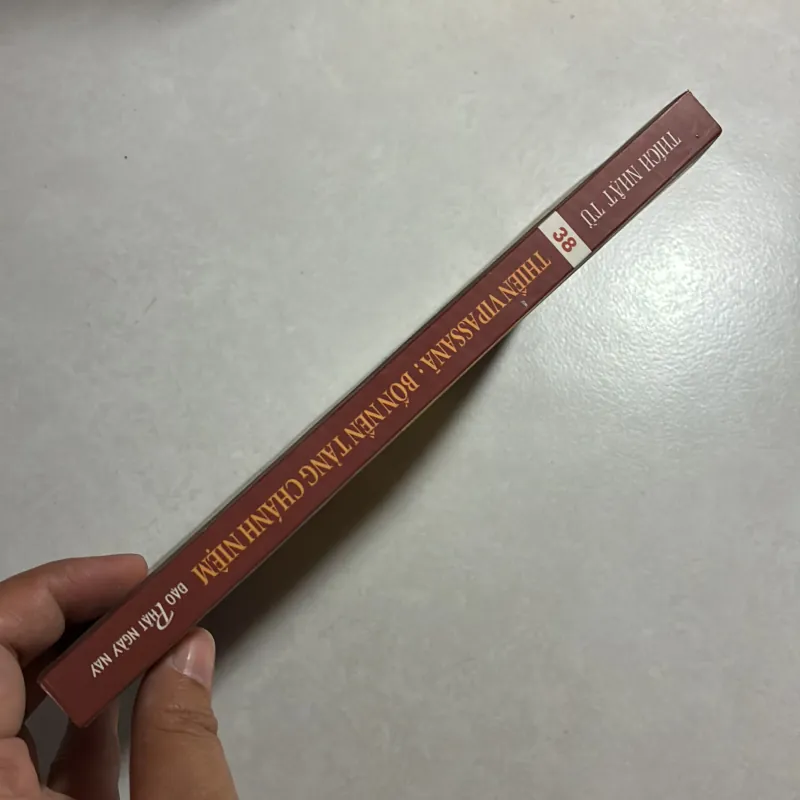 THÍCH NHẬT TỪ
38
THIỀN VIPASSANĀ : BỐN NỀN TẢNG CHÁNH NIỆM
ĐẠO PHẬT NGÀY NAY